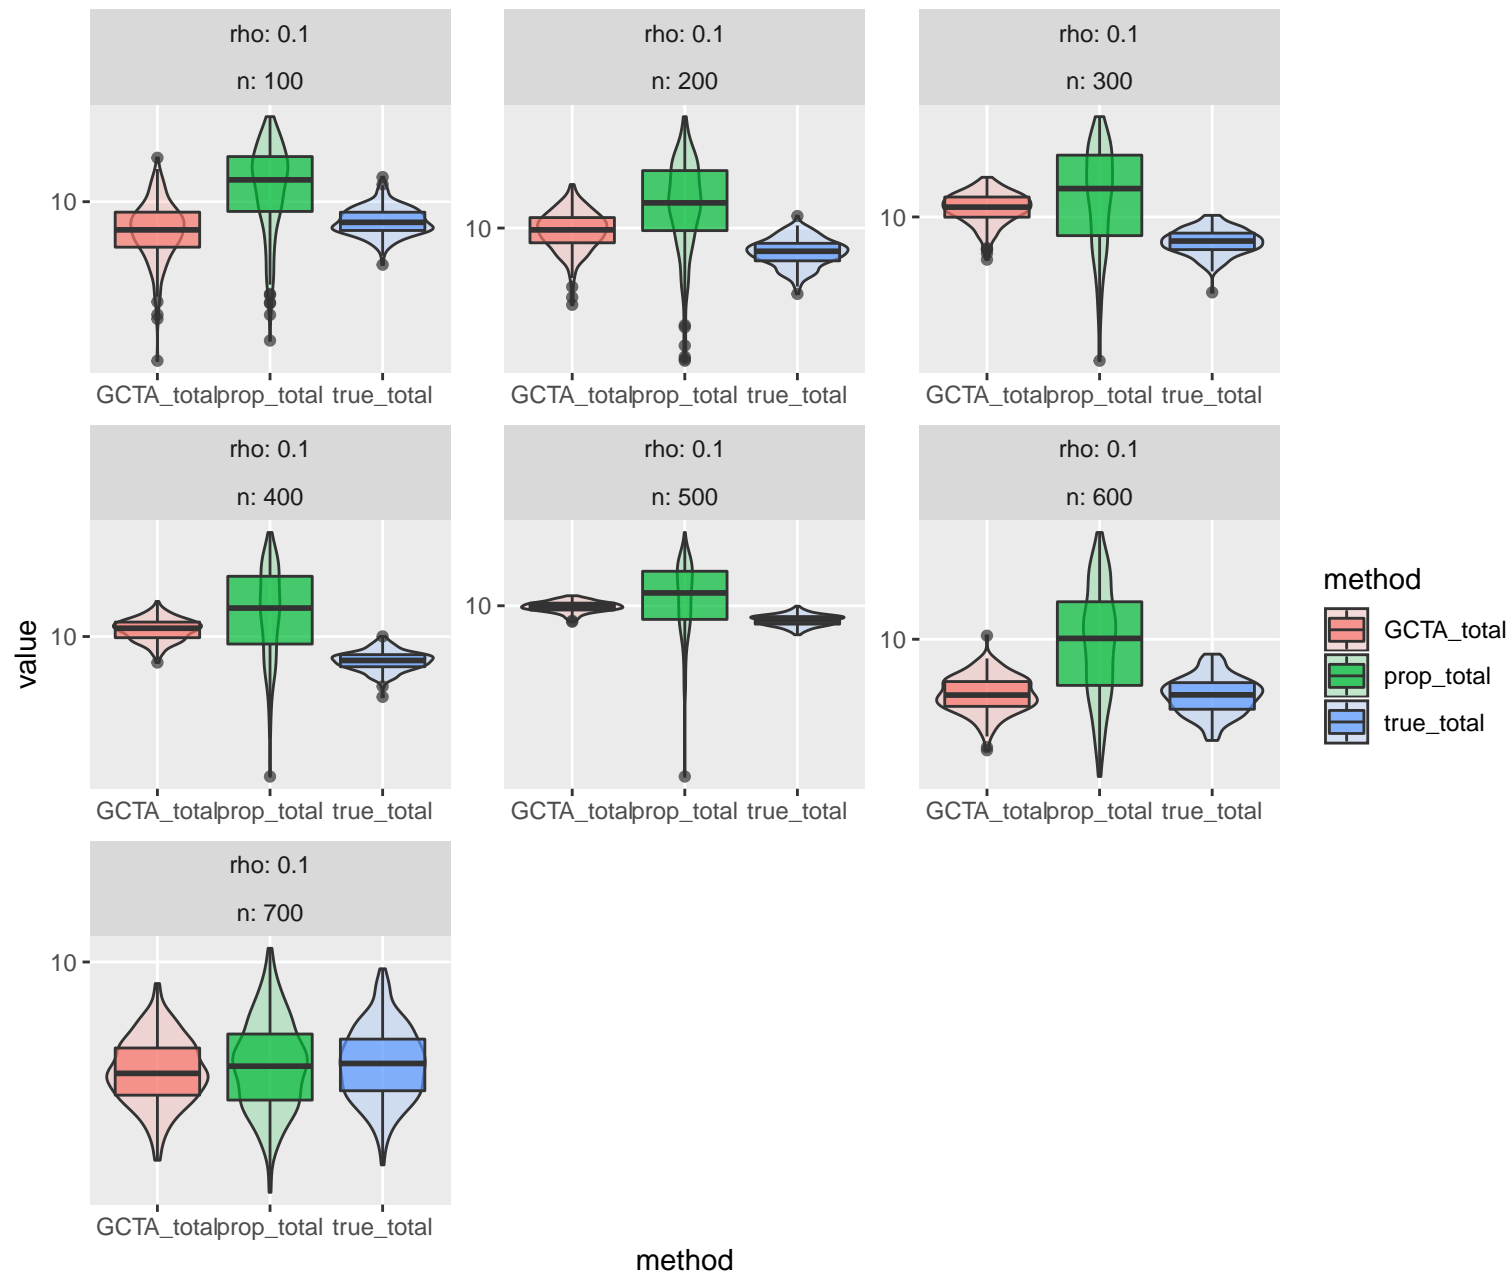 rho: 0.1
n: 100
rho: 0.1
n: 200
rho: 0.1
n: 300
10
10
10
GCTA_total prop_total true_total
GCTA_total prop_total true_total
GCTA_total prop_total true_total
rho: 0.1
n: 400
rho: 0.1
n: 500
rho: 0.1
n: 600
value
10
10
10
GCTA_total prop_total true_total
GCTA_total prop_total true_total
GCTA_total prop_total true_total
rho: 0.1
n: 700
10
GCTA_total prop_total true_total
method
method
GCTA_total
prop_total
true_total